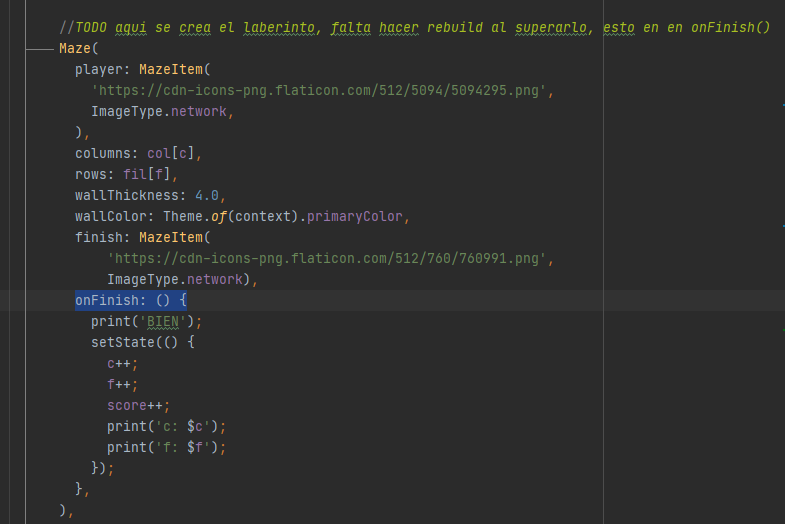 //TODO aqui se crea el laberinto, falta hacer rebuild al superarlo, esto en en onFinish()
Maze(
player: MazeItem(
'https://cdn-icons-png.flaticon.com/512/5094/5094295.png',
ImageType.network,
),
columns: col[c],
rows: fil[f],
wallThickness: 4.0,
wallColor: Theme.of(context).primaryColor,
finish: MazeItem(
'https://cdn-icons-png.flaticon.com/512/760/760991.png',
ImageType.network),
onFinish: () {
print('BIEN');
setState(() {
c++;
f++;
score++;
print('c: $c');
print('f: $f');
});
},
),